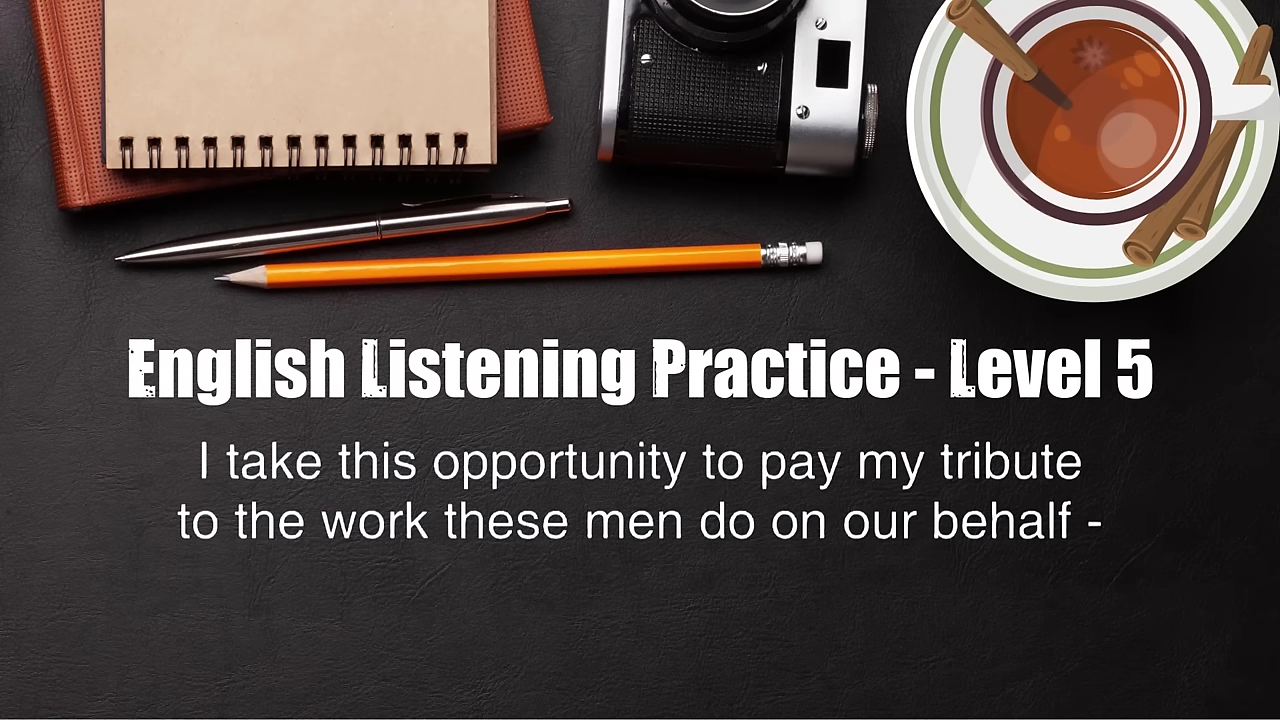 English Listening Practice - Level 5
I take this opportunity to pay my tribute
to the work these men do on our behalf -